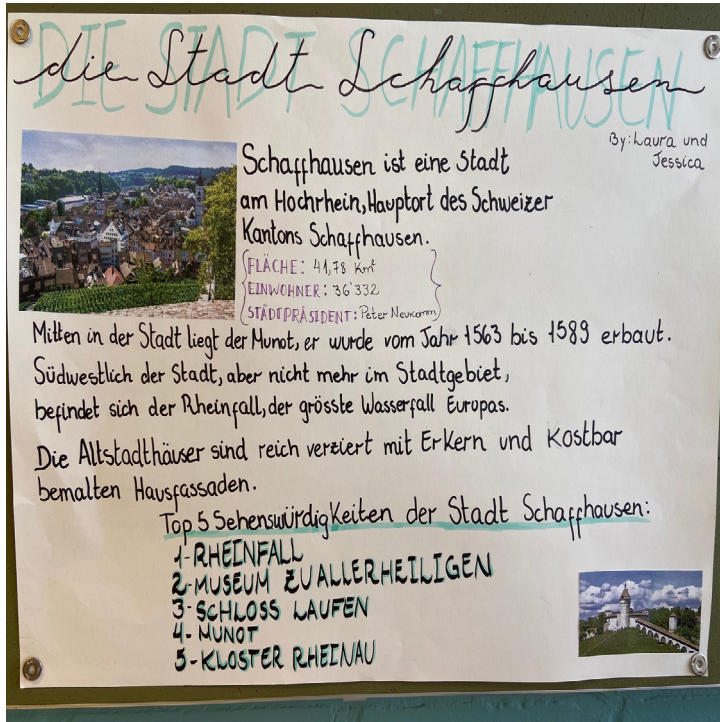 DIE STADT SCHAFFHAUSEN
die Stadt Schaffhausen
By: Laura und
Jessica
Schaffhausen ist eine Stadt
am Hochrhein, Hauptort des Schweizer
Kantons Schaffhausen.
FLÄCHE: 41,78 Km²
EINWOHNER: 36'332
STÄDTPRÄSIDENT: Peter Neukomm
Mitten in der Stadt liegt der Munot, er wurde vom Jahr 1563 bis 1589 erbaut.
Südwestlich der Stadt, aber nicht mehr im Stadtgebiet,
befindet sich der Rheinfall, der grösste Wasserfall Europas.
Die Altstadthäuser sind reich verziert mit Erkern und Kostbar
bemalten Hausfassaden.
Top 5 Sehenswürdigkeiten der Stadt Schaffhausen:
1-RHEINFALL
2-MUSEUM ZU ALLERHEILIGEN
3-SCHLOSS LAUFEN
4-MUNOT
5-KLOSTER RHEINAU